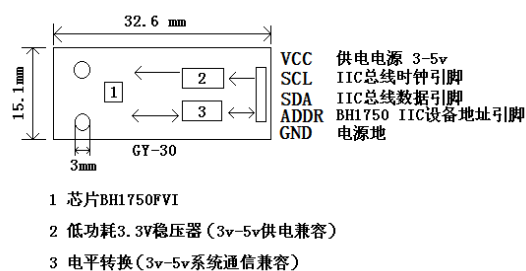 32.6 mm
15.1mm
1
2
3
VCC 供电电源 3-5v
SCL IIC总线时钟引脚
SDA IIC总线数据引脚
ADDR BH1750 IIC设备地址引脚
GND 电源地
GY-30
3mm
1 芯片BH1750FVI
2 低功耗3.3V稳压器(3v-5v供电兼容)
3 电平转换(3v-5v系统通信兼容)